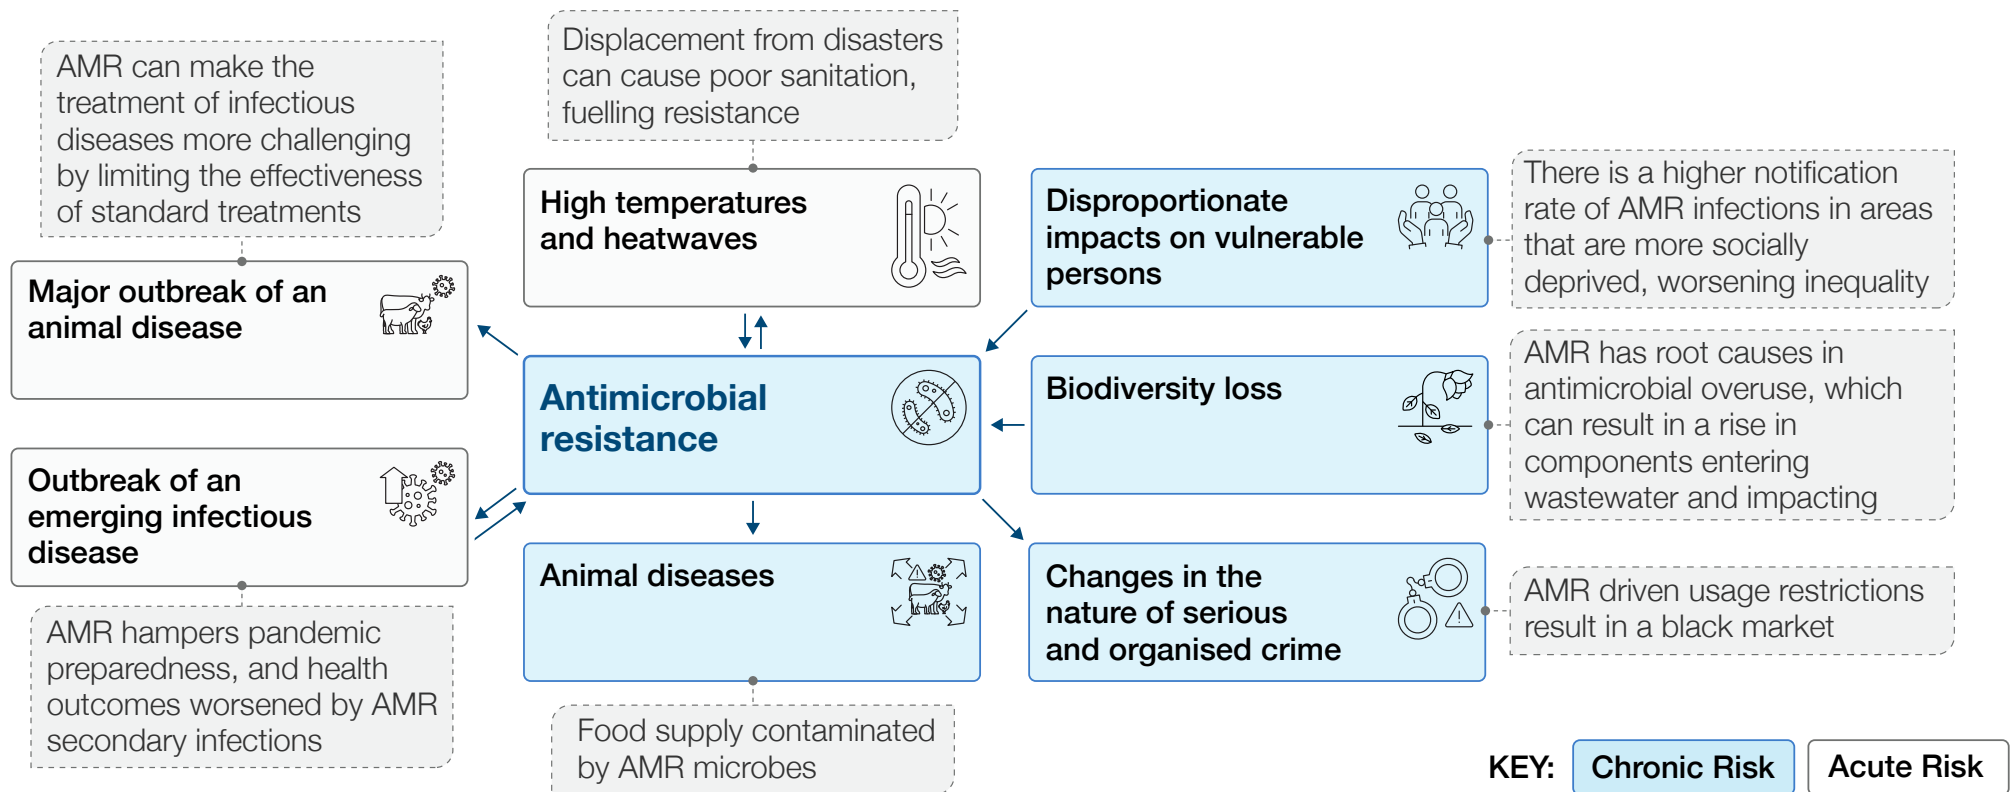 AMR can make the
treatment of infectious
diseases more challenging
by limiting the effectiveness
of standard treatments
Major outbreak of an
animal disease
Outbreak of an
emerging infectious
disease
AMR hampers pandemic
preparedness, and health
outcomes worsened by AMR
secondary infections
Displacement from disasters
can cause poor sanitation,
fuelling resistance
High temperatures
and heatwaves
Antimicrobial
resistance
Animal diseases
Food supply contaminated
by AMR microbes
Disproportionate
impacts on vulnerable
persons
There is a higher notification
rate of AMR infections in areas
that are more socially
deprived, worsening inequality
Biodiversity loss
AMR has root causes in
antimicrobial overuse, which
can result in a rise in
components entering
wastewater and impacting
Changes in the
nature of serious
and organised crime
AMR driven usage restrictions
result in a black market
KEY: Chronic Risk Acute Risk